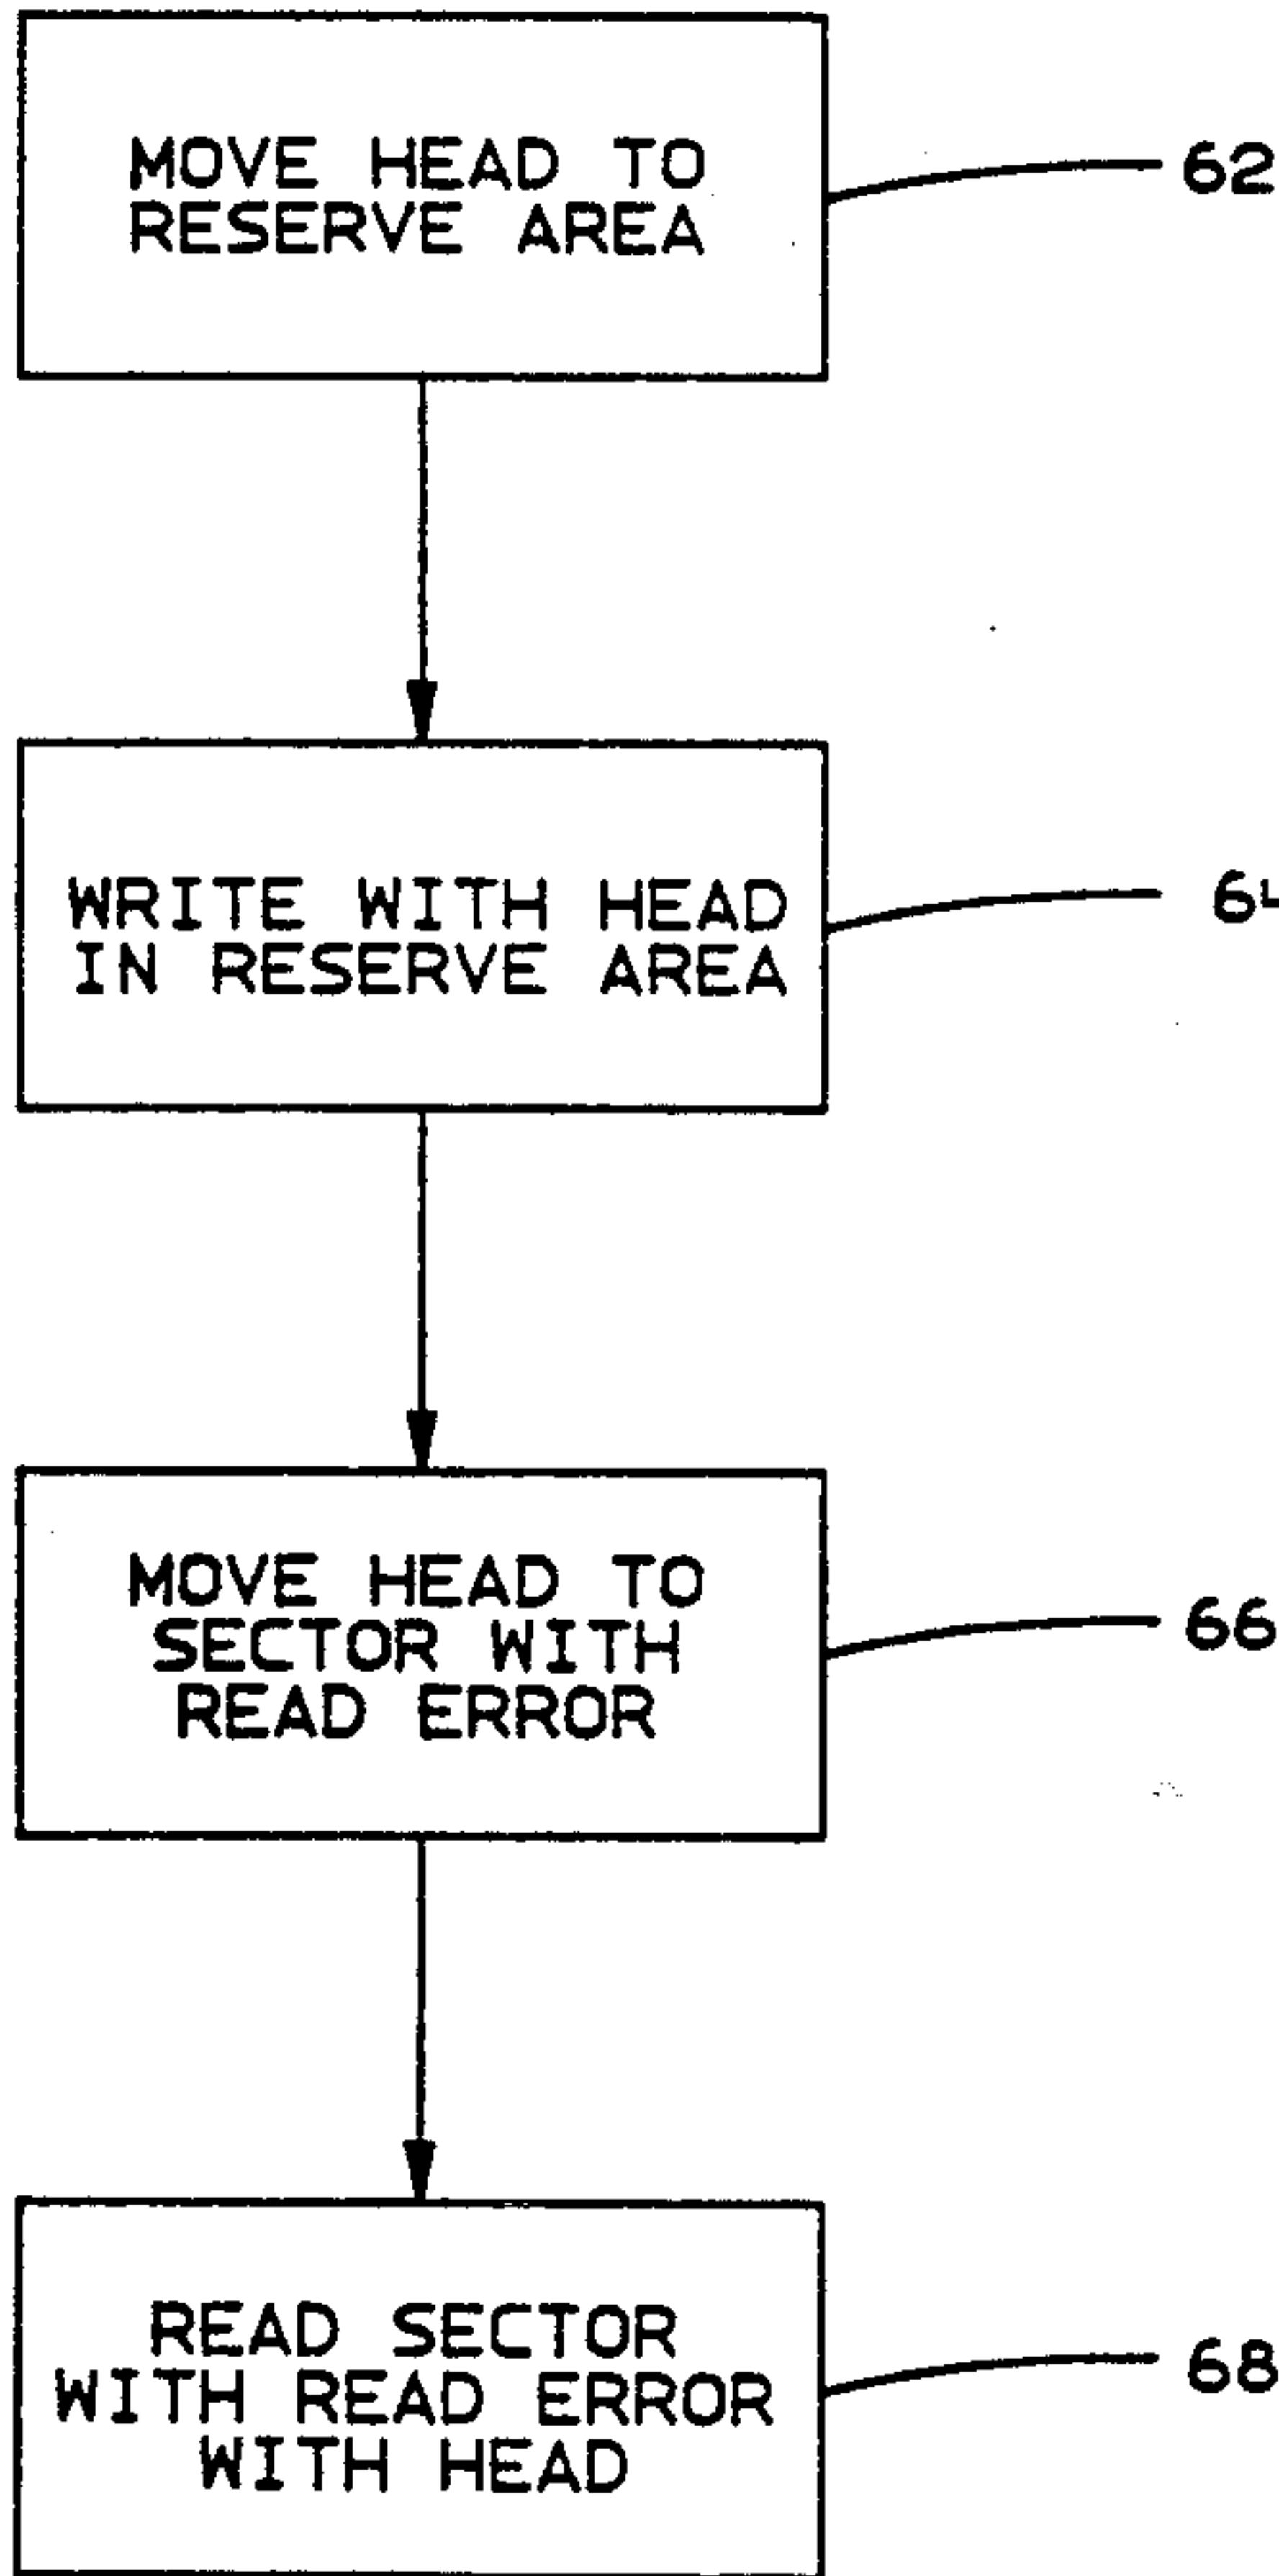 MOVE HEAD TO
RESERVE AREA
62
WRITE WITH HEAD
IN RESERVE AREA
64
MOVE HEAD TO
SECTOR WITH
READ ERROR
66
READ SECTOR
WITH READ ERROR
WITH HEAD
68